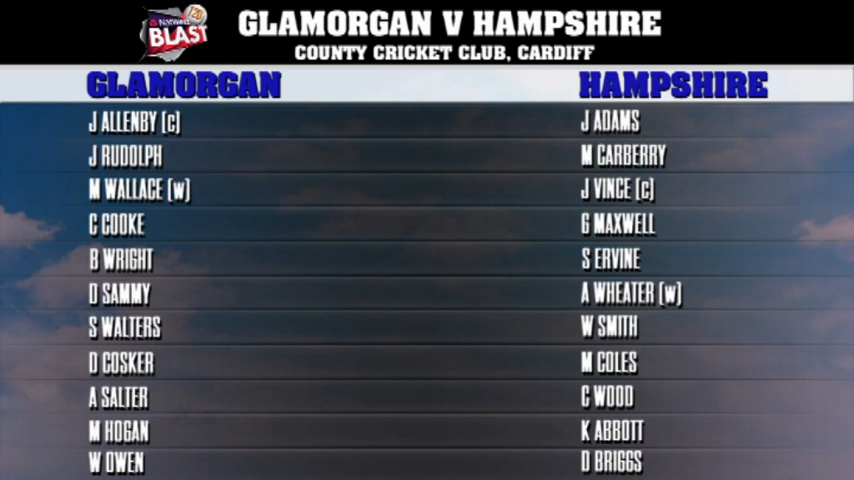 NatWest T20 BLAST
GLAMORGAN V HAMPSHIRE
COUNTY CRICKET CLUB, CARDIFF
GLAMORGAN HAMPSHIRE
J ALLENBY (c) J ADAMS
J RUDOLPH M CARBERRY
M WALLACE (w) J VINCE (c)
C COOKE G MAXWELL
B WRIGHT S ERVINE
D SAMMY A WHEATER (w)
S WALTERS W SMITH
D COSKER M COLES
A SALTER C WOOD
M HOGAN K ABBOTT
W OWEN D BRIGGS